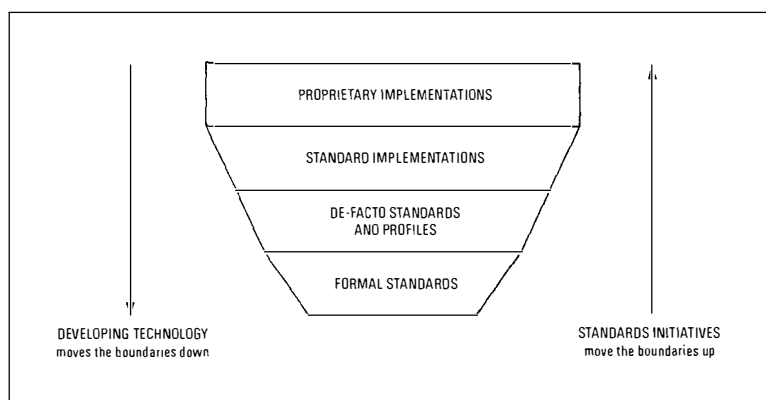 PROPRIETARY IMPLEMENTATIONS
STANDARD IMPLEMENTATIONS
DE-FACTO STANDARDS
AND PROFILES
FORMAL STANDARDS
DEVELOPING TECHNOLOGY
moves the boundaries down
STANDARDS INITIATIVES
move the boundaries up